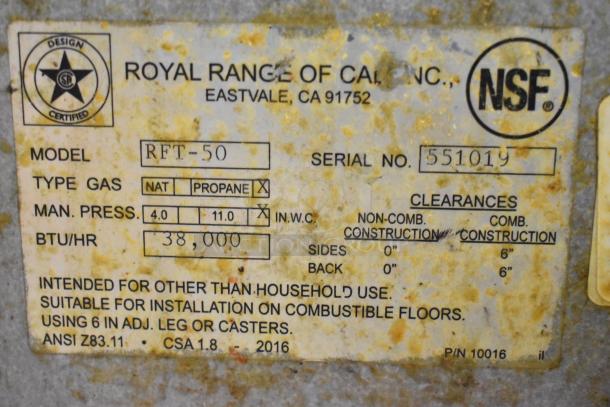 DESIGN
CERTIFIED
ROYAL RANGE OF CAL INC.,
EASTVALE, CA 91752
NSF®
MODEL RFT-50 SERIAL NO. 551019
TYPE GAS NAT PROPANE X
MAN. PRESS. 4.0 11.0 X IN.W.C.
BTU/HR 38,000
CLEARANCES
NON-COMB. CONSTRUCTION COMB. CONSTRUCTION
SIDES 0" 6"
BACK 0" 6"
INTENDED FOR OTHER THAN HOUSEHOLD USE.
SUITABLE FOR INSTALLATION ON COMBUSTIBLE FLOORS.
USING 6 IN ADJ. LEG OR CASTERS.
ANSI Z83.11 • CSA 1.8 - 2016
P/N 10016 il